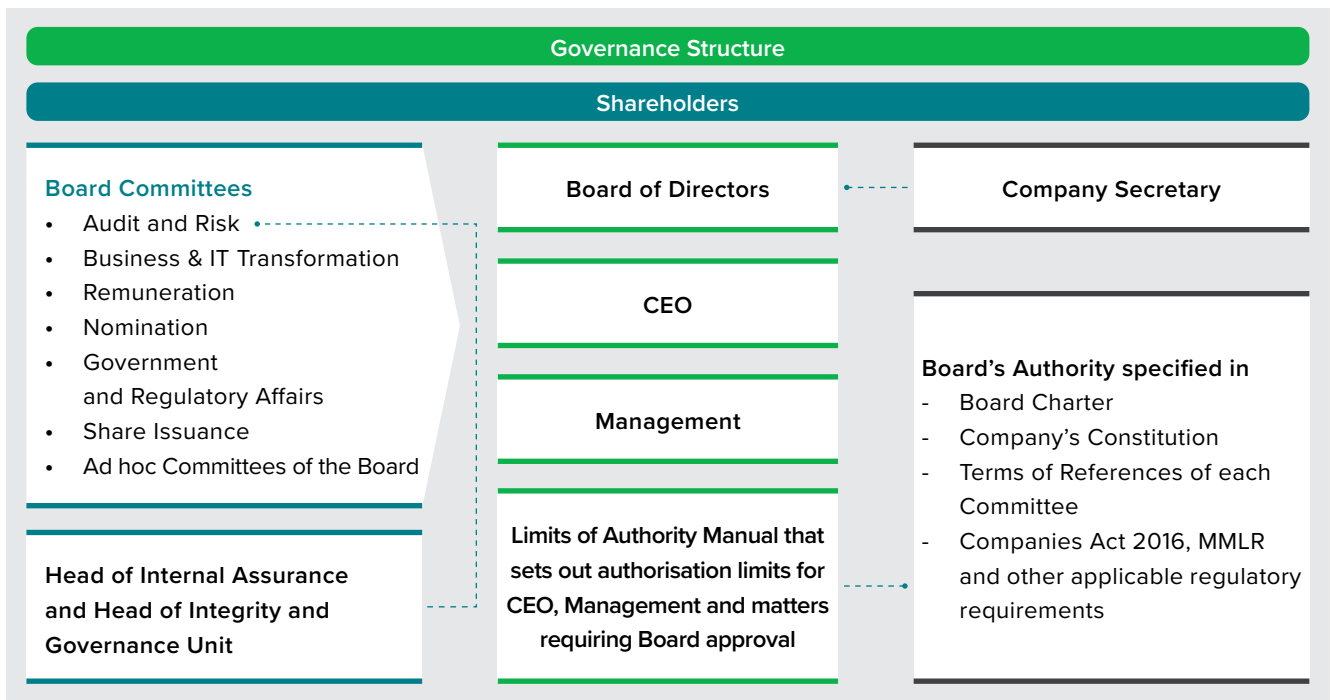 Governance Structure
Shareholders
Board Committees
• Audit and Risk
• Business & IT Transformation
• Remuneration
• Nomination
• Government
and Regulatory Affairs
• Share Issuance
• Ad hoc Committees of the Board
Head of Internal Assurance
and Head of Integrity and
Governance Unit
Board of Directors
CEO
Management
Limits of Authority Manual that
sets out authorisation limits for
CEO, Management and matters
requiring Board approval
Company Secretary
Board’s Authority specified in
- Board Charter
- Company’s Constitution
- Terms of References of each
Committee
- Companies Act 2016, MMLR
and other applicable regulatory
requirements